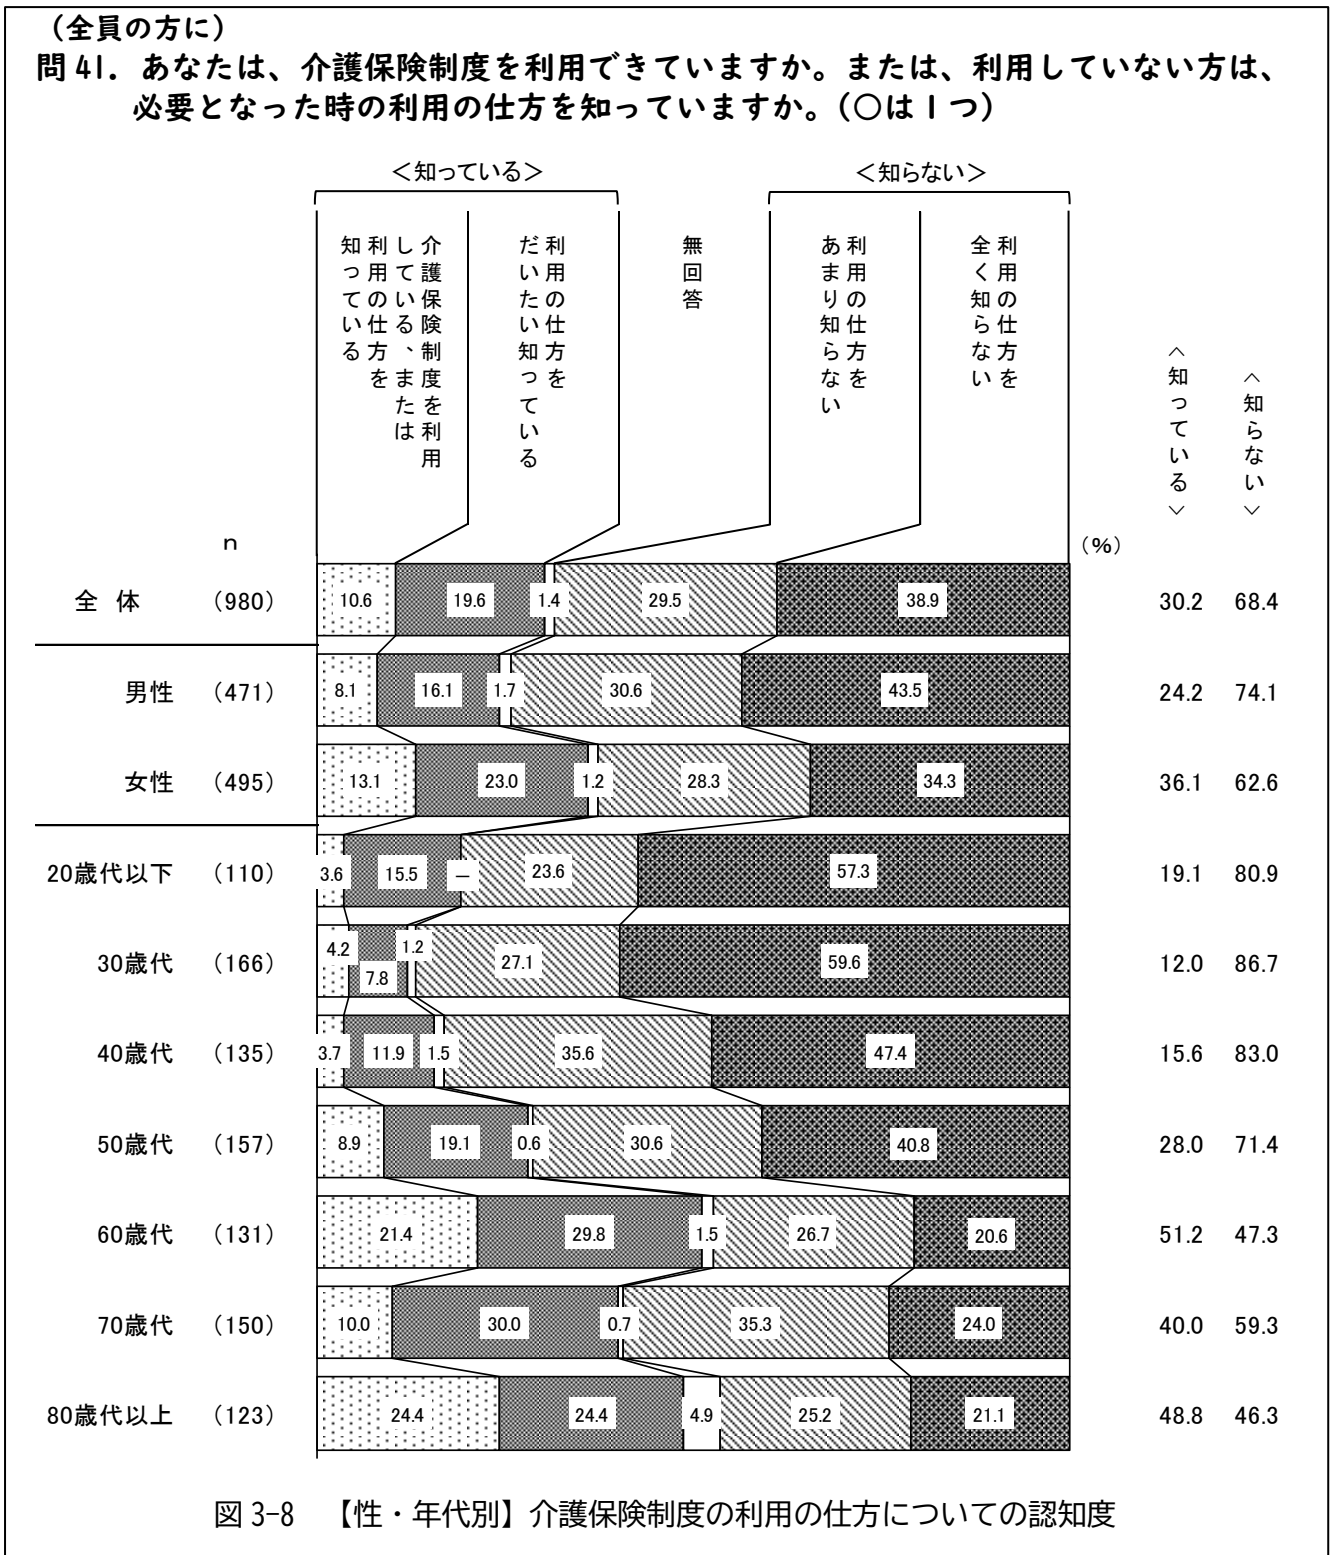 （全員の方に）
問41．あなたは、介護保険制度を利用できていますか。または、利用していない方は、
必要となった時の利用の仕方を知っていますか。（○は１つ）
＜知っている＞
＜知らない＞
介護保険制度を利用
している、または
利用の仕方を
知っている
利用の仕方を
だいたい知っている
無回答
利用の仕方を
あまり知らない
利用の仕方を
全く知らない
＜知っている＞
＜知らない＞
n
（%）
全 体 （980） 10.6 19.6 1.4 29.5 38.9 30.2 68.4
男性 （471） 8.1 16.1 1.7 30.6 43.5 24.2 74.1
女性 （495） 13.1 23.0 1.2 28.3 34.3 36.1 62.6
20歳代以下 （110） 3.6 15.5 － 23.6 57.3 19.1 80.9
30歳代 （166） 4.2 7.8 1.2 27.1 59.6 12.0 86.7
40歳代 （135） 3.7 11.9 1.5 35.6 47.4 15.6 83.0
50歳代 （157） 8.9 19.1 0.6 30.6 40.8 28.0 71.4
60歳代 （131） 21.4 29.8 1.5 26.7 20.6 51.2 47.3
70歳代 （150） 10.0 30.0 0.7 35.3 24.0 40.0 59.3
80歳代以上 （123） 24.4 24.4 4.9 25.2 21.1 48.8 46.3
図 3-8 【性・年代別】介護保険制度の利用の仕方についての認知度